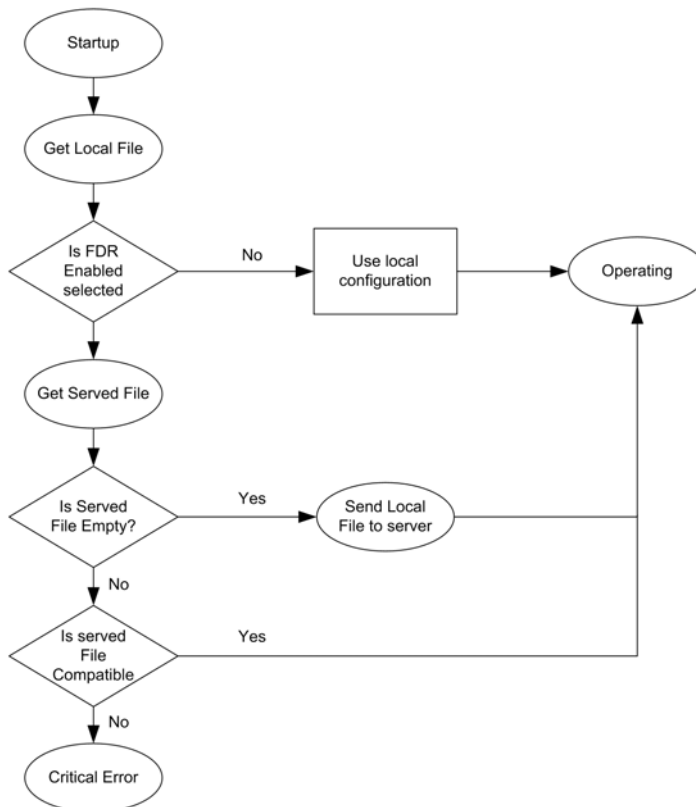 Startup
Get Local File
Is FDR
Enabled
selected
No
Use local
configuration
Operating
Get Served File
Is Served
File Empty?
Yes
Send Local
File to server
No
Is served
File
Compatible
Yes
No
Critical Error